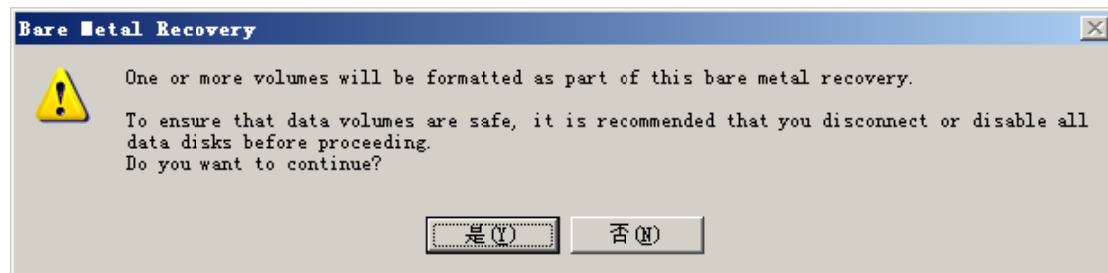 Bare Metal Recovery
One or more volumes will be formatted as part of this bare metal recovery.
To ensure that data volumes are safe, it is recommended that you disconnect or disable all
data disks before proceeding.
Do you want to continue?
是(Y) 否(N)